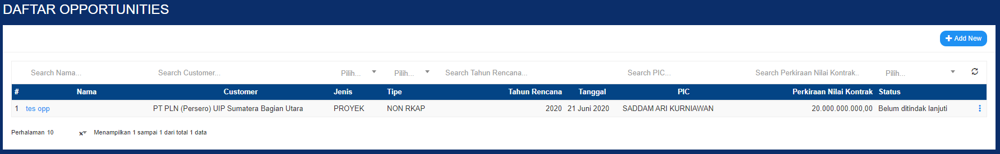 DAFTAR OPPORTUNITIES
Add New
Search Nama... Search Customer... Pilih... Pilih... Search Tahun Rencana... Search PIC... Search Perkiraan Nilai Kontrak.. Pilih...
# Nama Customer Jenis Tipe Tahun Rencana Tanggal PIC Perkiraan Nilai Kontrak Status
1 tes opp PT PLN (Persero) UIP Sumatera Bagian Utara PROYEK NON RKAP 2020 21 Juni 2020 SADDAM ARI KURNIAWAN 20.000.000.000,00 Belum ditindak lanjuti
Perhalaman 10 × Menampilkan 1 sampai 1 dari total 1 data